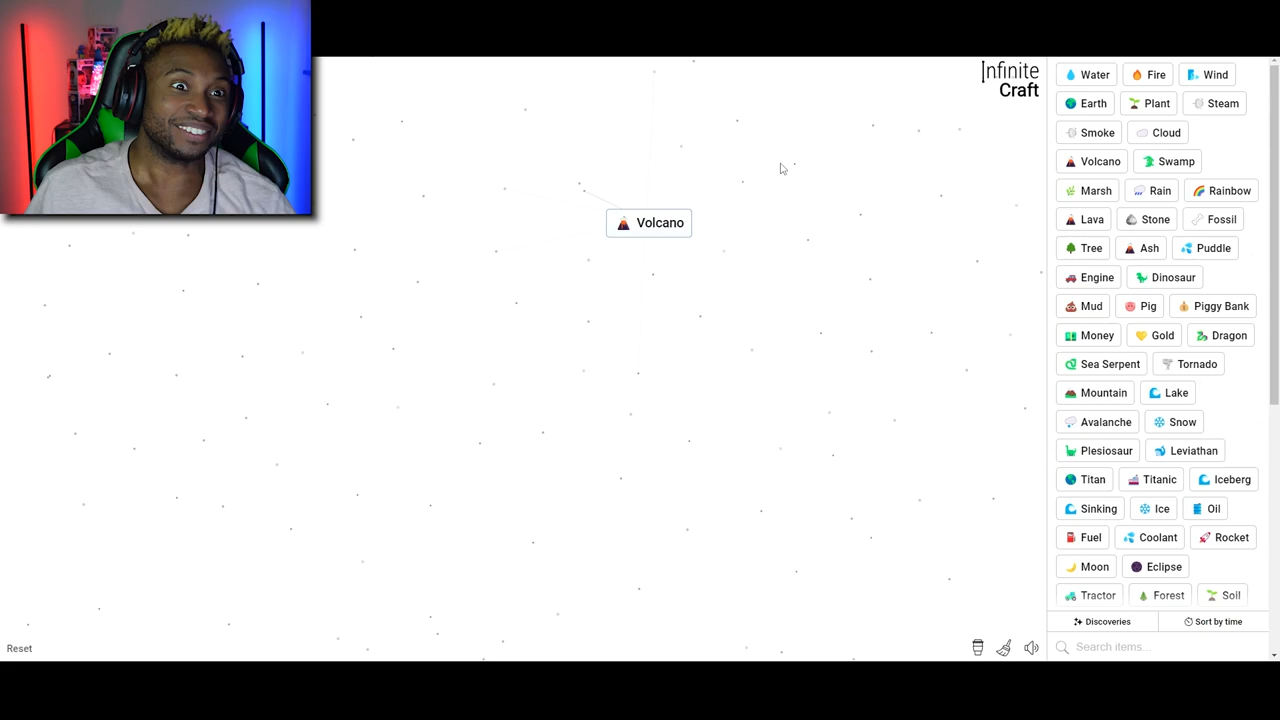 Infinite
Craft
Water Fire Wind
Earth Plant Steam
Smoke Cloud
Volcano Swamp
Marsh Rain Rainbow
Volcano
Lava Stone Fossil
Tree Ash Puddle
Engine Dinosaur
Mud Pig Piggy Bank
Money Gold Dragon
Sea Serpent Tornado
Mountain Lake
Avalanche Snow
Plesiosaur Leviathan
Titan Titanic Iceberg
Sinking Ice Oil
Fuel Coolant Rocket
Moon Eclipse
Tractor Forest Soil
Discoveries Sort by time
Reset
Search items...